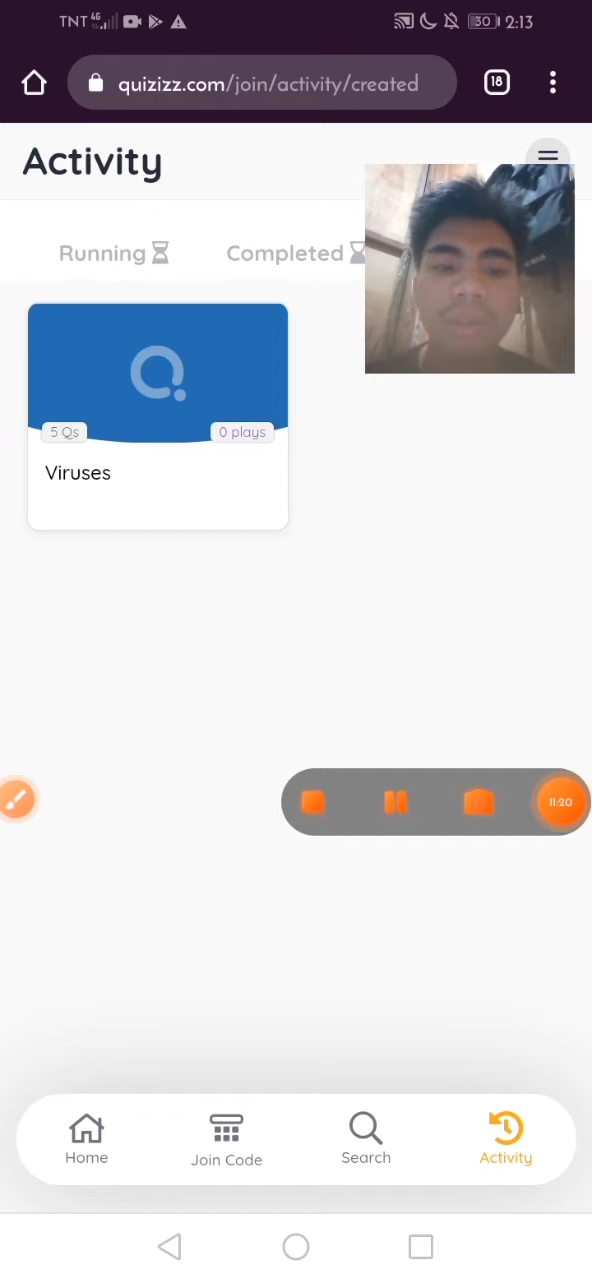 TNT 4G 30 2:13
quizizz.com/join/activity/created 18
Activity
Running Completed
5 Qs 0 plays
Viruses
11:20
Home Join Code Search Activity